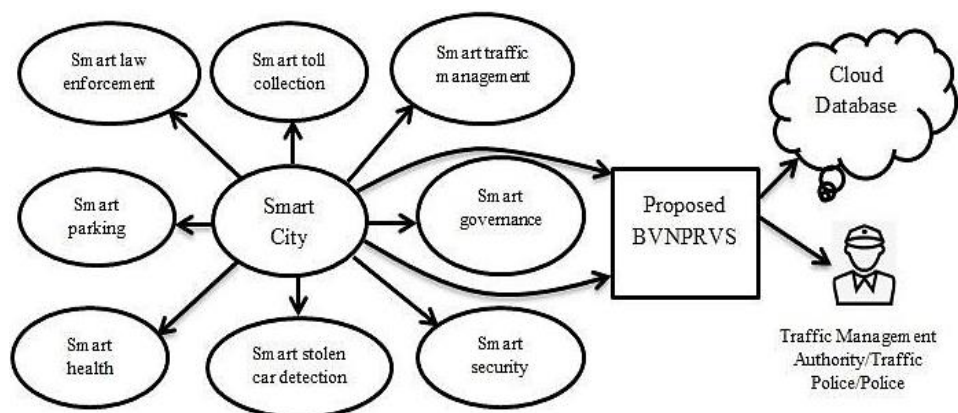 Smart law
enforcement
Smart toll
collection
Smart traffic
management
Cloud
Database
Smart
parking
Smart
City
Smart
governance
Proposed
BVNPRVS
Smart
health
Smart stolen
car detection
Smart
security
Traffic Management
Authority/Traffic
Police/Police